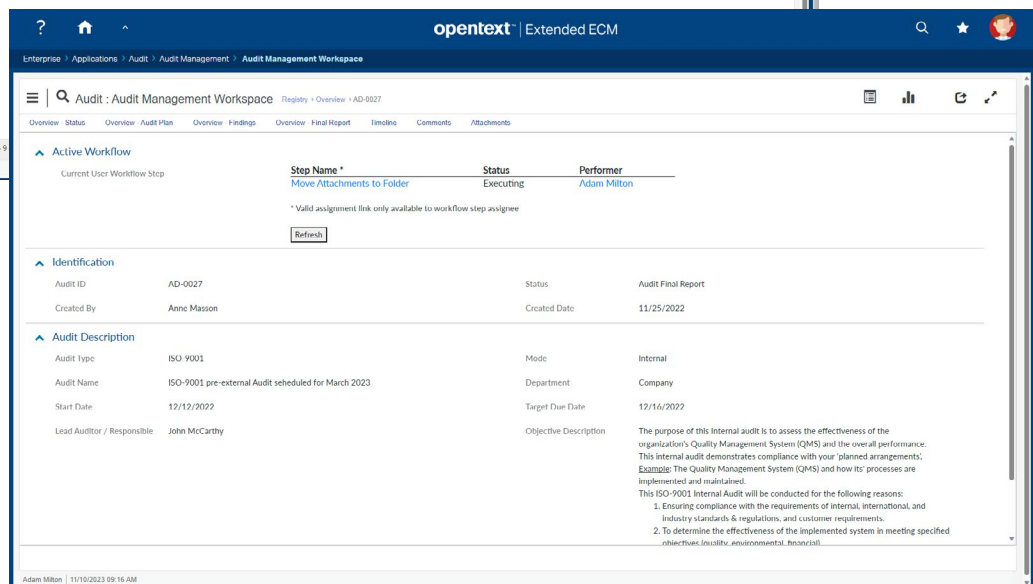 ?
opentext™ | Extended ECM
Enterprise > Applications > Audit > Audit Management > Audit Management Workspace
Audit : Audit Management Workspace Registry › Overview › AD-0027
Overview Status Overview Audit Plan Overview Findings Overview Final Report Timeline Comments Attachments
9
Active Workflow
Current User Workflow Step
Step Name * Status Performer
Move Attachments to Folder Executing Adam Milton
* Valid assignment link only available to workflow step assignee
Refresh
Identification
Audit ID AD-0027 Status Audit Final Report
Created By Anne Masson Created Date 11/25/2022
Audit Description
Audit Type ISO-9001 Mode Internal
Audit Name ISO-9001 pre-external Audit seheduled for March 2023 Department Company
Start Date 12/12/2022 Target Due Date 12/16/2022
Lead Auditor / Responsible John McCarthy Objective Description The purpose of this internal audit is to assess the effectiveness of the
organization's Quality Management System (QMS) and the overall performance.
This internal audit demonstrates compliance with your 'planned arrangements'.
Example: The Quality Management System (QMS) and how its' processes are
implemented and maintained.
This ISO-9001 Internal Audit will be conducted for the following reasons:
1. Ensuring compliance with the requirements of internal, international, and
industry standards & regulations, and customer requirements.
2. To determine the effectiveness of the implemented system in meeting specified
objectives (quality, environmental, financial)
Adam Milton | 11/10/2023 09:16 AM